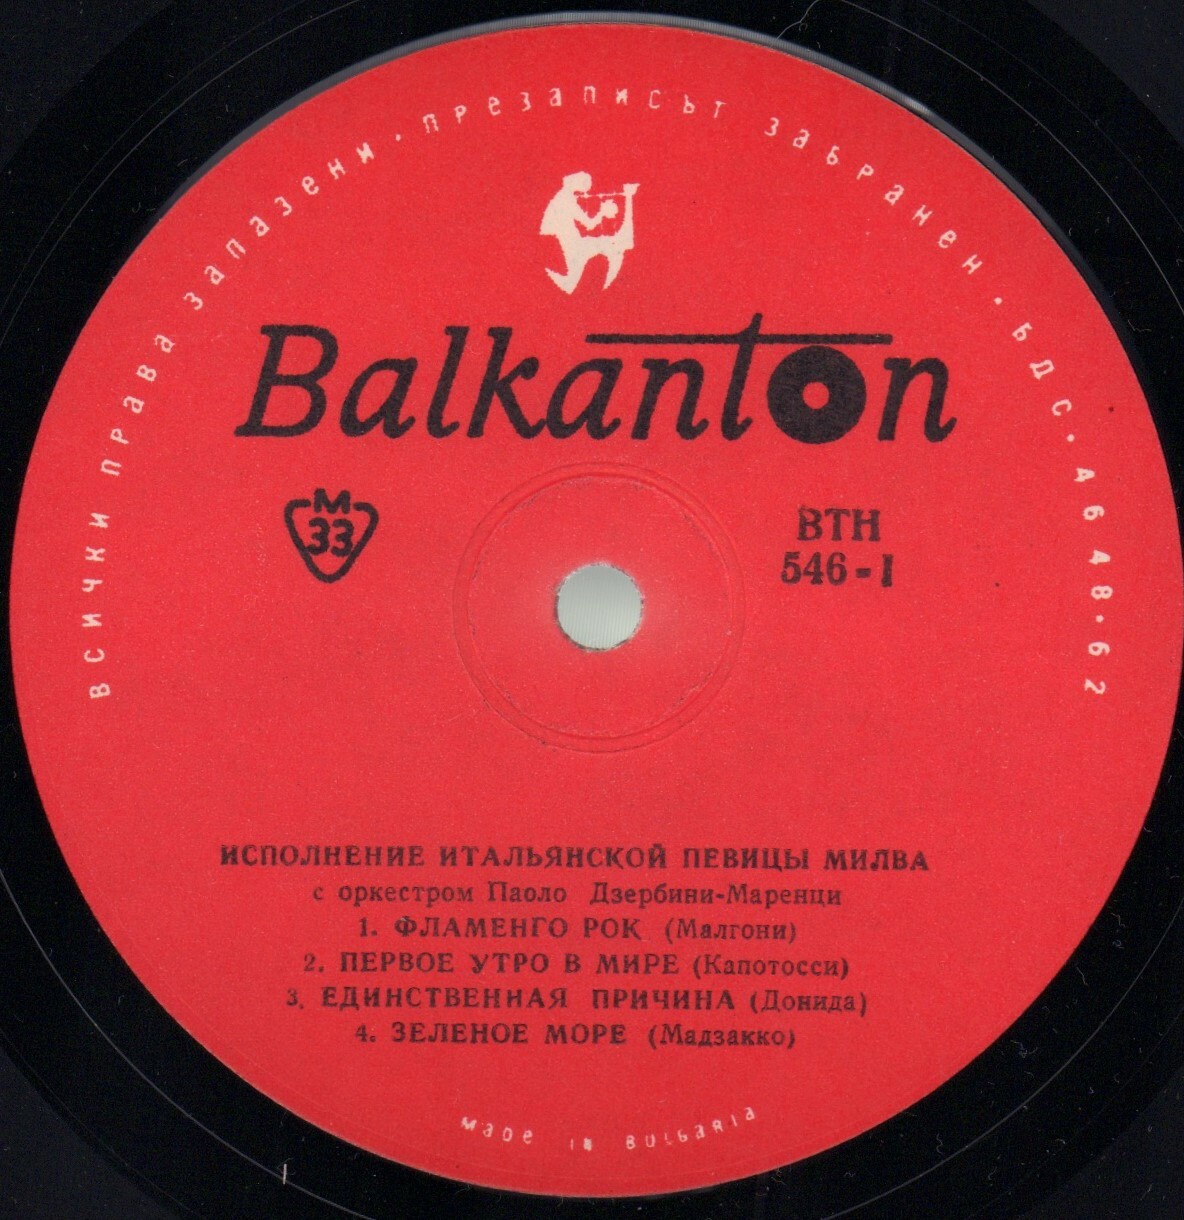 всички права запазени · презаписът забранен · БДС · 4648 · 62
Balkanton
М
33
ВТН
546-I
ИСПОЛНЕНИЕ ИТАЛЬЯНСКОЙ ПЕВИЦЫ МИЛВА
с оркестром Паоло Дзербини-Маренци
1. ФЛАМЕНГО РОК (Малгони)
2. ПЕРВОЕ УТРО В МИРЕ (Капотосси)
3. ЕДИНСТВЕННАЯ ПРИЧИНА (Донида)
4. ЗЕЛЕНОЕ МОРЕ (Мадзакко)
Made in Bulgaria